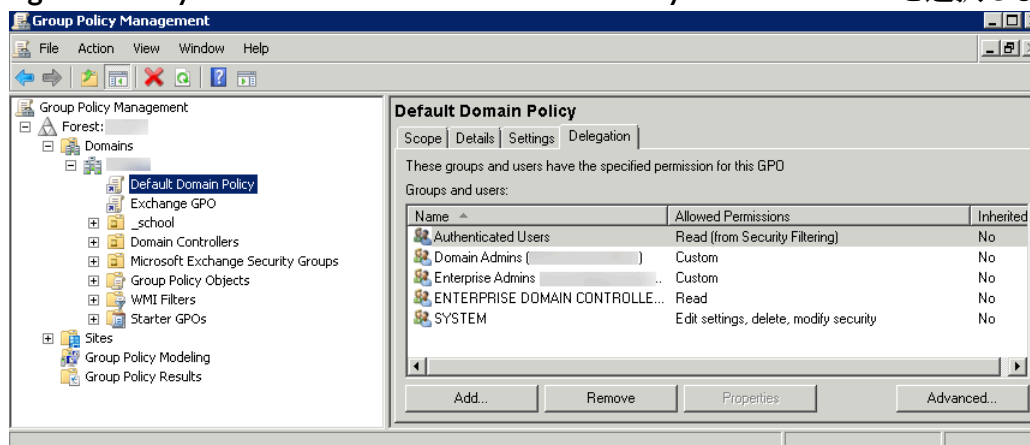 Group Policy Management
File Action View Window Help
Group Policy Management
Forest:
Domains
Default Domain Policy
Exchange GPO
_school
Domain Controllers
Microsoft Exchange Security Groups
Group Policy Objects
WMI Filters
Starter GPOs
Sites
Group Policy Modeling
Group Policy Results
Default Domain Policy
Scope Details Settings Delegation
These groups and users have the specified permission for this GPO
Groups and users:
Name Allowed Permissions Inherited
Authenticated Users Read (from Security Filtering) No
Domain Admins ( ) Custom No
Enterprise Admins .. Custom No
ENTERPRISE DOMAIN CONTROLLE... Read No
SYSTEM Edit settings, delete, modify security No
Add... Remove Properties Advanced...